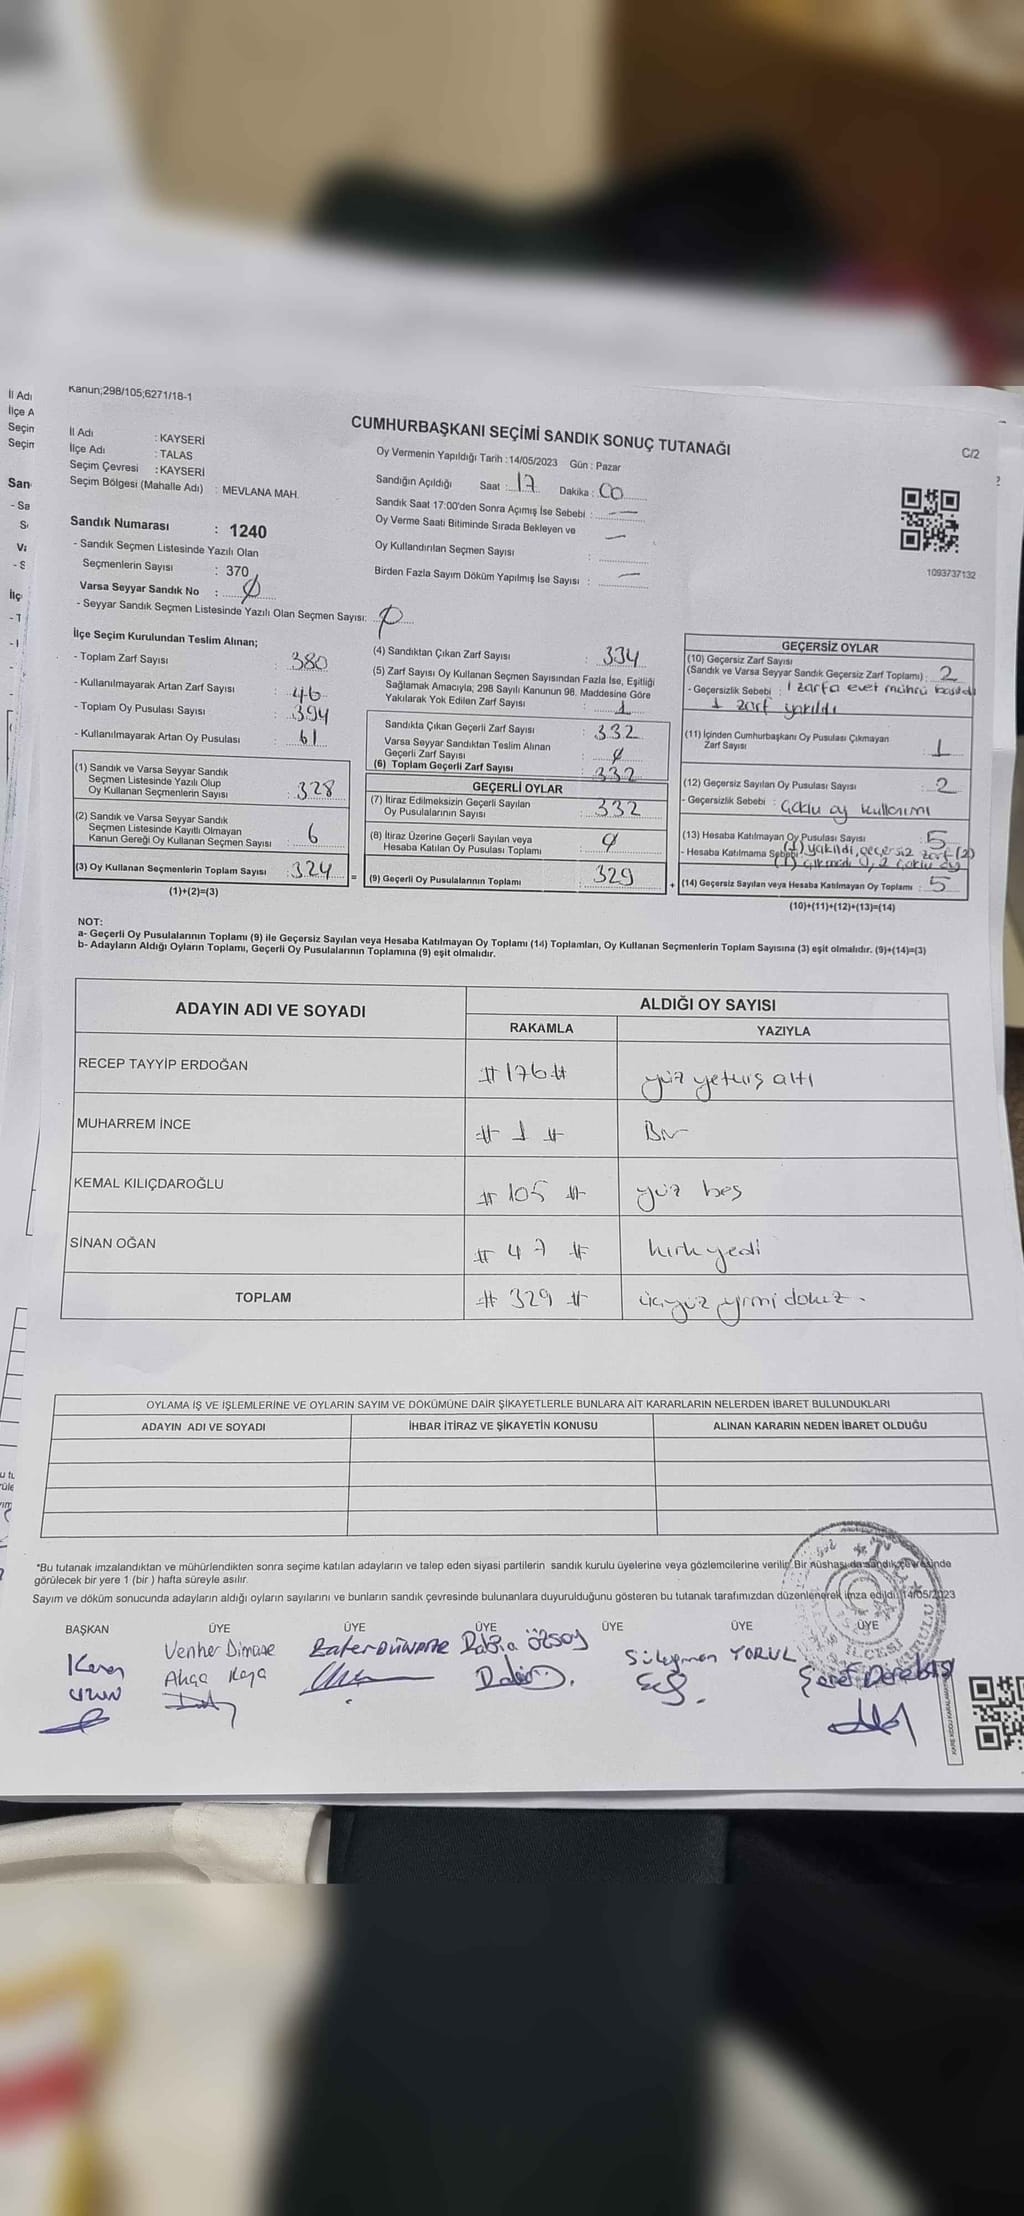 Kanun;298/105;6271/18-1
CUMHURBAŞKANI SEÇİMİ SANDIK SONUÇ TUTANAĞI
C/2
İl Adı : KAYSERİ
İlçe Adı : TALAS
Seçim Çevresi : KAYSERİ
Seçim Bölgesi (Mahalle Adı) : MEVLANA MAH.
Oy Vermenin Yapıldığı Tarih :14/05/2023 Gün : Pazar
Sandığın Açıldığı Saat : 17 Dakika : 00
Sandık Saat 17:00'den Sonra Açımış İse Sebebi : —
Oy Verme Saati Bitiminde Sırada Bekleyen ve
Oy Kullandırılan Seçmen Sayısı : —
Birden Fazla Sayım Döküm Yapılmış İse Sayısı : —
1093737132
Sandık Numarası : 1240
- Sandık Seçmen Listesinde Yazılı Olan
Seçmenlerin Sayısı : 370
Varsa Seyyar Sandık No : Ø
- Seyyar Sandık Seçmen Listesinde Yazılı Olan Seçmen Sayısı: Ø
İlçe Seçim Kurulundan Teslim Alınan;
- Toplam Zarf Sayısı : 380
- Kullanılmayarak Artan Zarf Sayısı : 46
- Toplam Oy Pusulası Sayısı : 394
- Kullanılmayarak Artan Oy Pusulası : 61
(1) Sandık ve Varsa Seyyar Sandık
Seçmen Listesinde Yazılı Olup
Oy Kullanan Seçmenlerin Sayısı : 328
(2) Sandık ve Varsa Seyyar Sandık
Seçmen Listesinde Kayıtlı Olmayan
Kanun Gereği Oy Kullanan Seçmen Sayısı : 6
(3) Oy Kullanan Seçmenlerin Toplam Sayısı : 324
(1)+(2)=(3)
(4) Sandıktan Çıkan Zarf Sayısı : 334
(5) Zarf Sayısı Oy Kullanan Seçmen Sayısından Fazla İse, Eşitliği
Sağlamak Amacıyla; 298 Sayılı Kanunun 98. Maddesine Göre
Yakılarak Yok Edilen Zarf Sayısı : 1
Sandıkta Çıkan Geçerli Zarf Sayısı : 332
Varsa Seyyar Sandıktan Teslim Alınan
Geçerli Zarf Sayısı : Ø
(6) Toplam Geçerli Zarf Sayısı : 332
GEÇERLİ OYLAR
(7) İtiraz Edilmeksizin Geçerli Sayılan
Oy Pusulalarının Sayısı : 332
(8) İtiraz Üzerine Geçerli Sayılan veya
Hesaba Katılan Oy Pusulası Toplamı : Ø
= (9) Geçerli Oy Pusulalarının Toplamı : 329
GEÇERSİZ OYLAR
(10) Geçersiz Zarf Sayısı
(Sandık ve Varsa Seyyar Sandık Geçersiz Zarf Toplamı) : 2
- Geçersizlik Sebebi : 1 zarfa evet mührü basıldı
1 zarf yakıldı
(11) İçinden Cumhurbaşkanı Oy Pusulası Çıkmayan
Zarf Sayısı : 1
(12) Geçersiz Sayılan Oy Pusulası Sayısı : 2
- Geçersizlik Sebebi : Çoklu oy kullanımı
(13) Hesaba Katılmayan Oy Pusulası Sayısı : 5
- Hesaba Katılmama Sebebi : (1) yakıldı, geçersiz zarf (2)
(1) çıkmadı, 2 çoklu oy
+ (14) Geçersiz Sayılan veya Hesaba Katılmayan Oy Toplamı : 5
(10)+(11)+(12)+(13)=(14)
NOT:
a- Geçerli Oy Pusulalarının Toplamı (9) ile Geçersiz Sayılan veya Hesaba Katılmayan Oy Toplamı (14) Toplamları, Oy Kullanan Seçmenlerin Toplam Sayısına (3) eşit olmalıdır. (9)+(14)=(3)
b- Adayların Aldığı Oyların Toplamı, Geçerli Oy Pusulalarının Toplamına (9) eşit olmalıdır.
ADAYIN ADI VE SOYADI
ALDIĞI OY SAYISI
RAKAMLA YAZIYLA
RECEP TAYYİP ERDOĞAN # 176 # yüz yetmiş altı
MUHARREM İNCE # 1 # Bir
KEMAL KILIÇDAROĞLU # 105 # yüz beş
SİNAN OĞAN # 47 # kırk yedi
TOPLAM # 329 # üçyüz yirmi dokuz.
OYLAMA İŞ VE İŞLEMLERİNE VE OYLARIN SAYIM VE DÖKÜMÜNE DAİR ŞİKAYETLERLE BUNLARA AİT KARARLARIN NELERDEN İBARET BULUNDUKLARI
ADAYIN ADI VE SOYADI İHBAR İTİRAZ VE ŞİKAYETİN KONUSU ALINAN KARARIN NEDEN İBARET OLDUĞU
*Bu tutanak imzalandıktan ve mühürlendikten sonra seçime katılan adayların ve talep eden siyasi partilerin sandık kurulu üyelerine veya gözlemcilerine verilir. Bir nüshası da sandık çevresinde
görülecek bir yere 1 (bir ) hafta süreyle asılır.
Sayım ve döküm sonucunda adayların aldığı oyların sayılarını ve bunların sandık çevresinde bulunanlara duyurulduğunu gösteren bu tutanak tarafımızdan düzenlenerek imza edildi. 14/05/2023
BAŞKAN ÜYE ÜYE ÜYE ÜYE ÜYE ÜYE
Rabia Özsoy
Süleyman YORUL